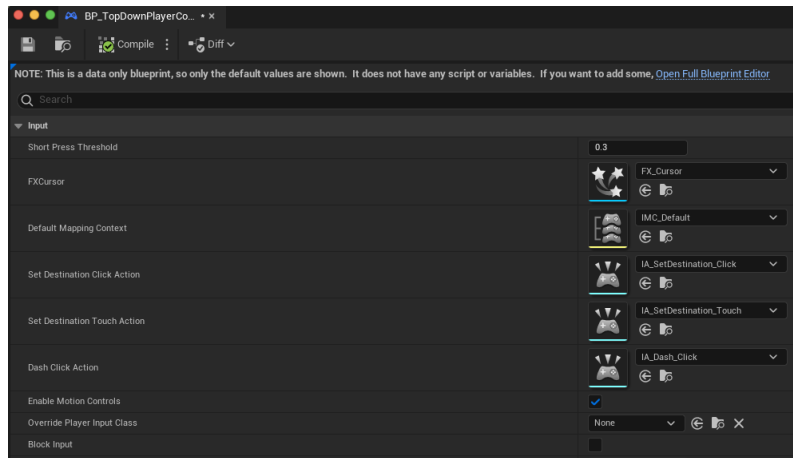 BP_TopDownPlayerCo... • ×
Compile
Diff
NOTE: This is a data only blueprint, so only the default values are shown. It does not have any script or variables. If you want to add some, Open Full Blueprint Editor
Search
Input
Short Press Threshold 0.3
FXCursor FX_Cursor
Default Mapping Context IMC_Default
Set Destination Click Action IA_SetDestination_Click
Set Destination Touch Action IA_SetDestination_Touch
Dash Click Action IA_Dash_Click
Enable Motion Controls
Override Player Input Class None
Block Input